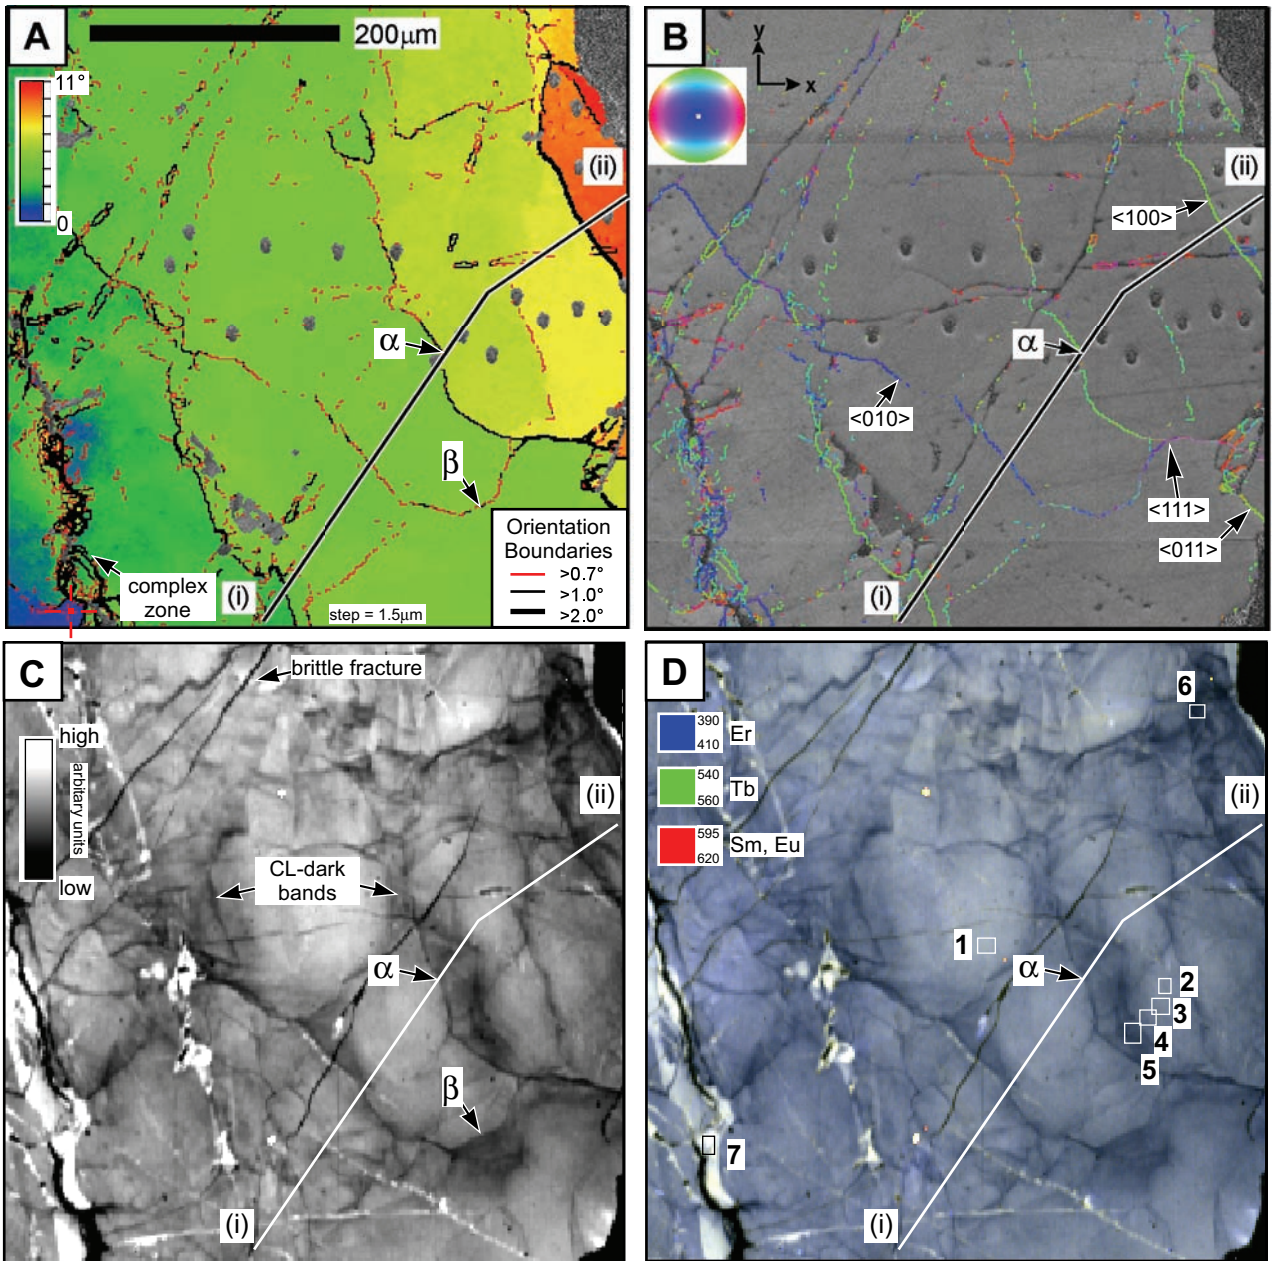 A
200μm
11°
0
(ii)
α
β
complex
zone
(i)
step = 1.5μm
Orientation
Boundaries
>0.7°
>1.0°
>2.0°
B
y
x
(ii)
<100>
α
<010>
<111>
<011>
(i)
C
brittle fracture
high
arbitary units
low
(ii)
CL-dark
bands
α
β
(i)
D
6
390
410
Er
540
560
Tb
595
620
Sm, Eu
(ii)
1
α
2
3
4
5
7
(i)